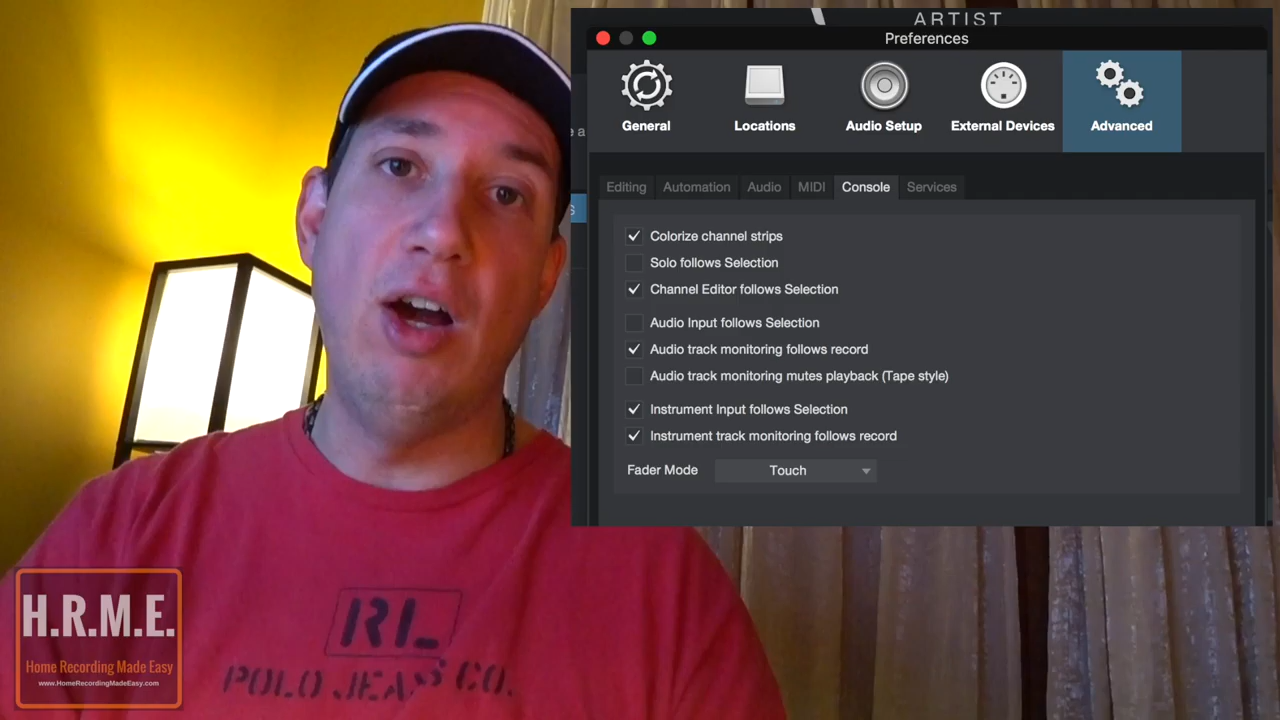 ARTIST
Preferences
General
Locations
Audio Setup
External Devices
Advanced
Editing
Automation
Audio
MIDI
Console
Services
Colorize channel strips
Solo follows Selection
Channel Editor follows Selection
Audio Input follows Selection
Audio track monitoring follows record
Audio track monitoring mutes playback (Tape style)
Instrument Input follows Selection
Instrument track monitoring follows record
Fader Mode
Touch
RL
POLO JEANS CO.
H.R.M.E.
Home Recording Made Easy
www.HomeRecordingMadeEasy.com